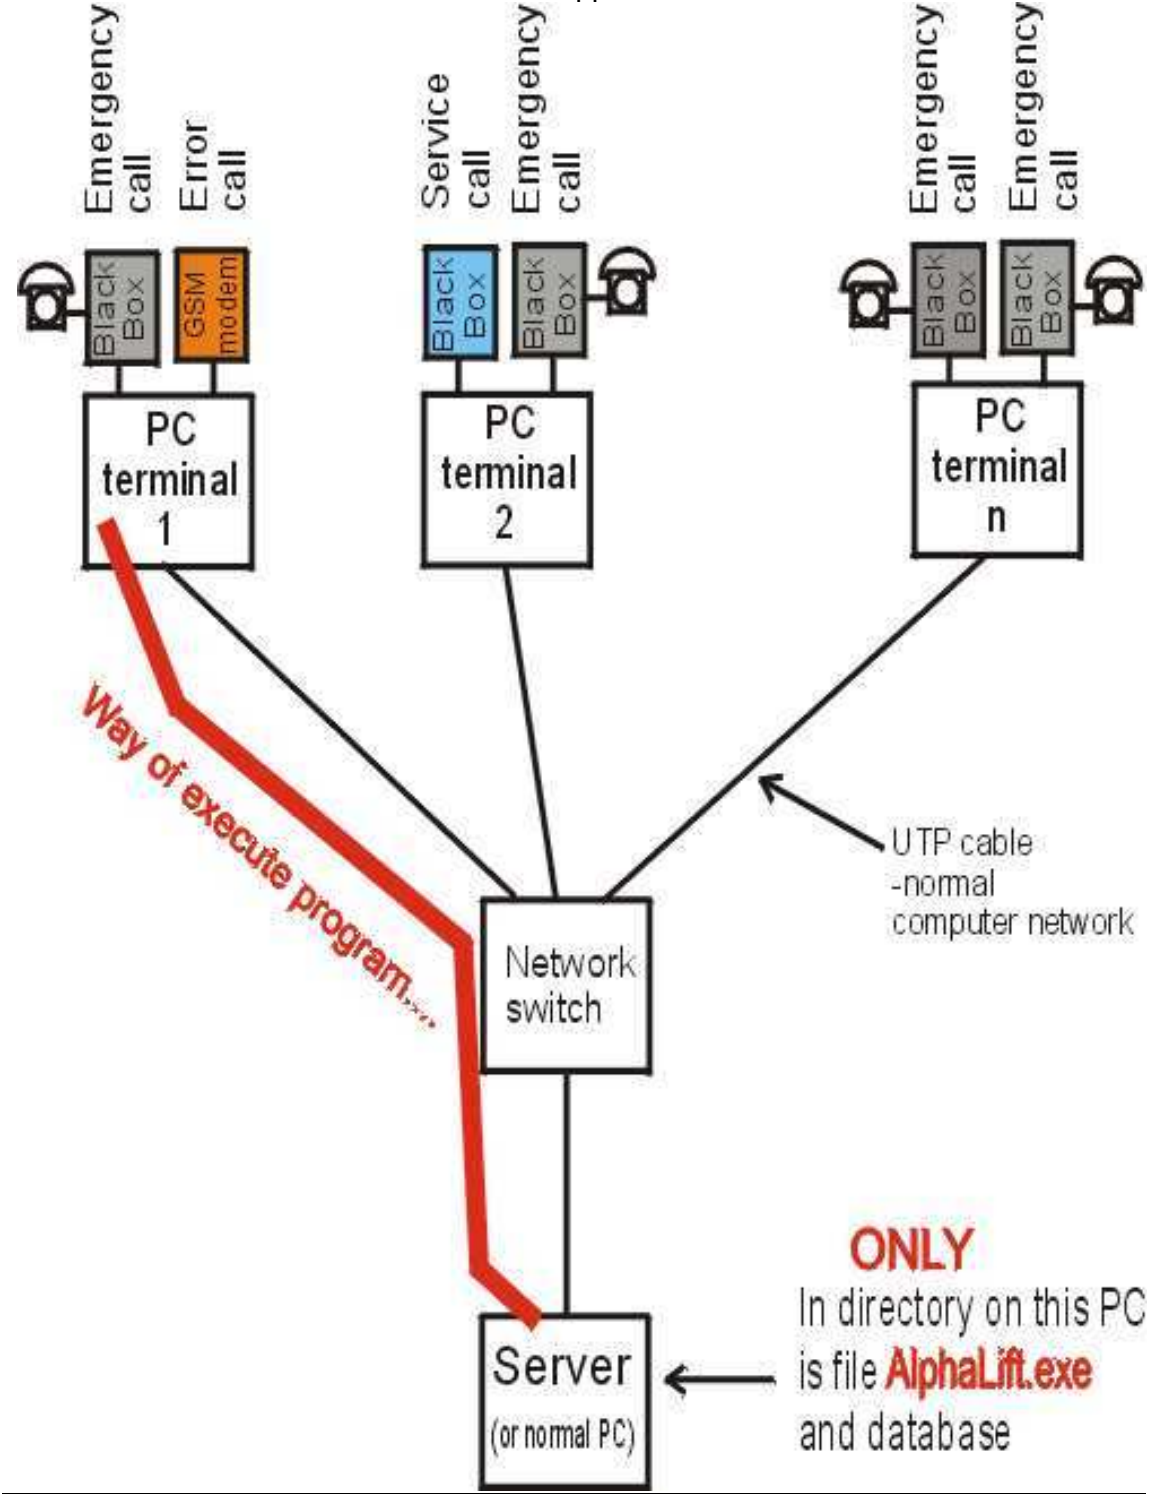 Emergency
call
Error
call
Service
call
Emergency
call
Emergency
call
Emergency
call
Black
Box
GSM
modem
Black
Box
Black
Box
Black
Box
Black
Box
PC
terminal
1
PC
terminal
2
PC
terminal
n
Way of execute program,...
UTP cable
-normal
computer network
Network
switch
ONLY
In directory on this PC
is file AlphaLift.exe
and database
Server
(or normal PC)